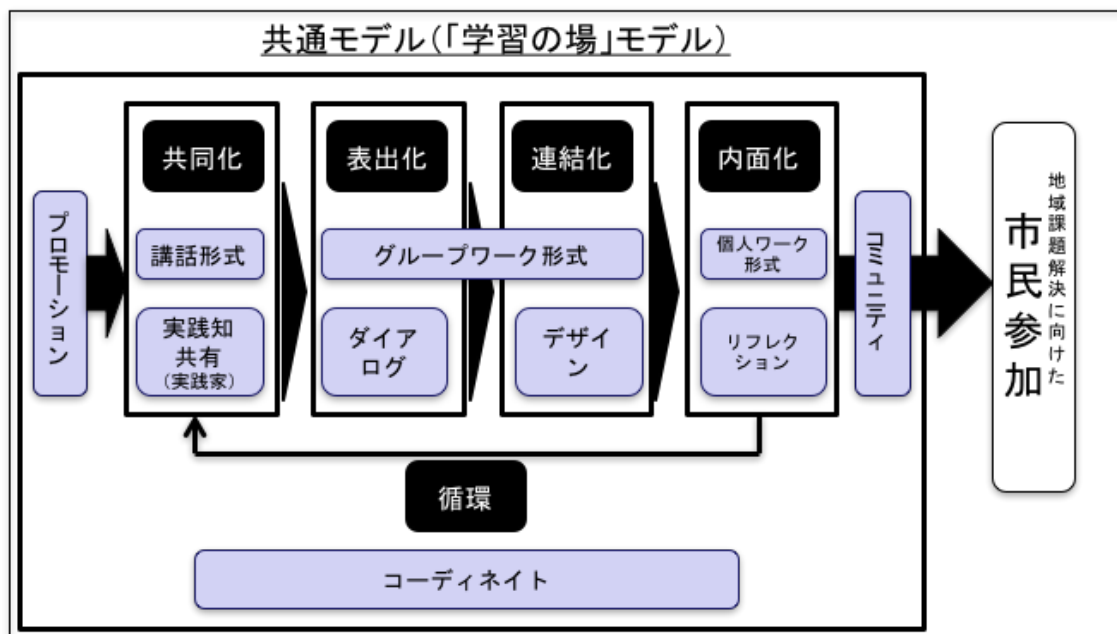 共通モデル(「学習の場」モデル)
プロモーション
共同化
講話形式
実践知
共有
(実践家)
表出化
連結化
グループワーク形式
ダイア
ログ
デザイ
ン
内面化
個人ワーク
形式
リフレク
ション
コミュニティ
地域課題解決に向けた
市民参加
循環
コーディネイト